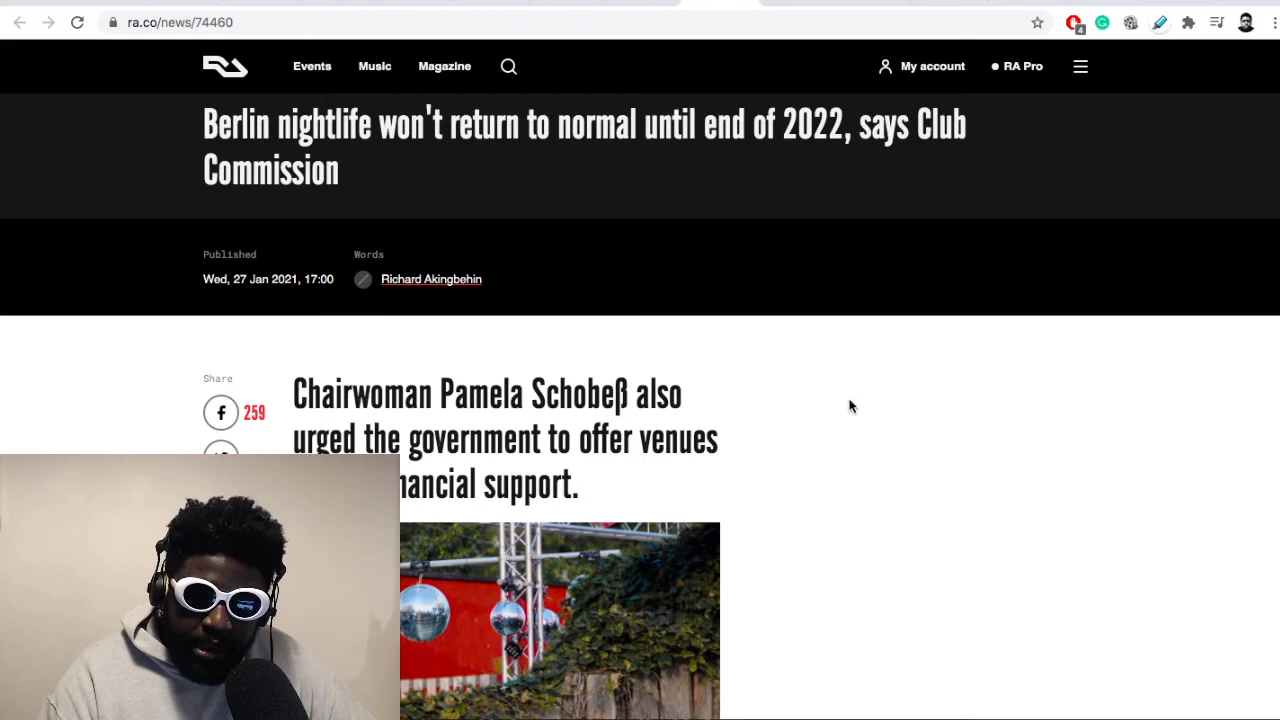 ra.co/news/74460
4
Events Music Magazine
My account RA Pro
Berlin nightlife won't return to normal until end of 2022, says Club
Commission
Published Words
Wed, 27 Jan 2021, 17:00 Richard Akingbehin
Share
259
Chairwoman Pamela Schobeß also
urged the government to offer venues
financial support.